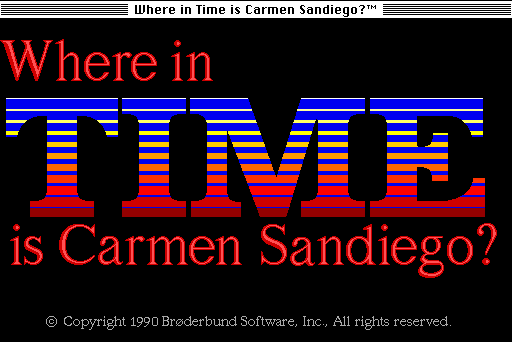 Where in Time is Carmen Sandiego?™
Where in
TIME
is Carmen Sandiego?
© Copyright 1990 Brøderbund Software, Inc., All rights reserved.